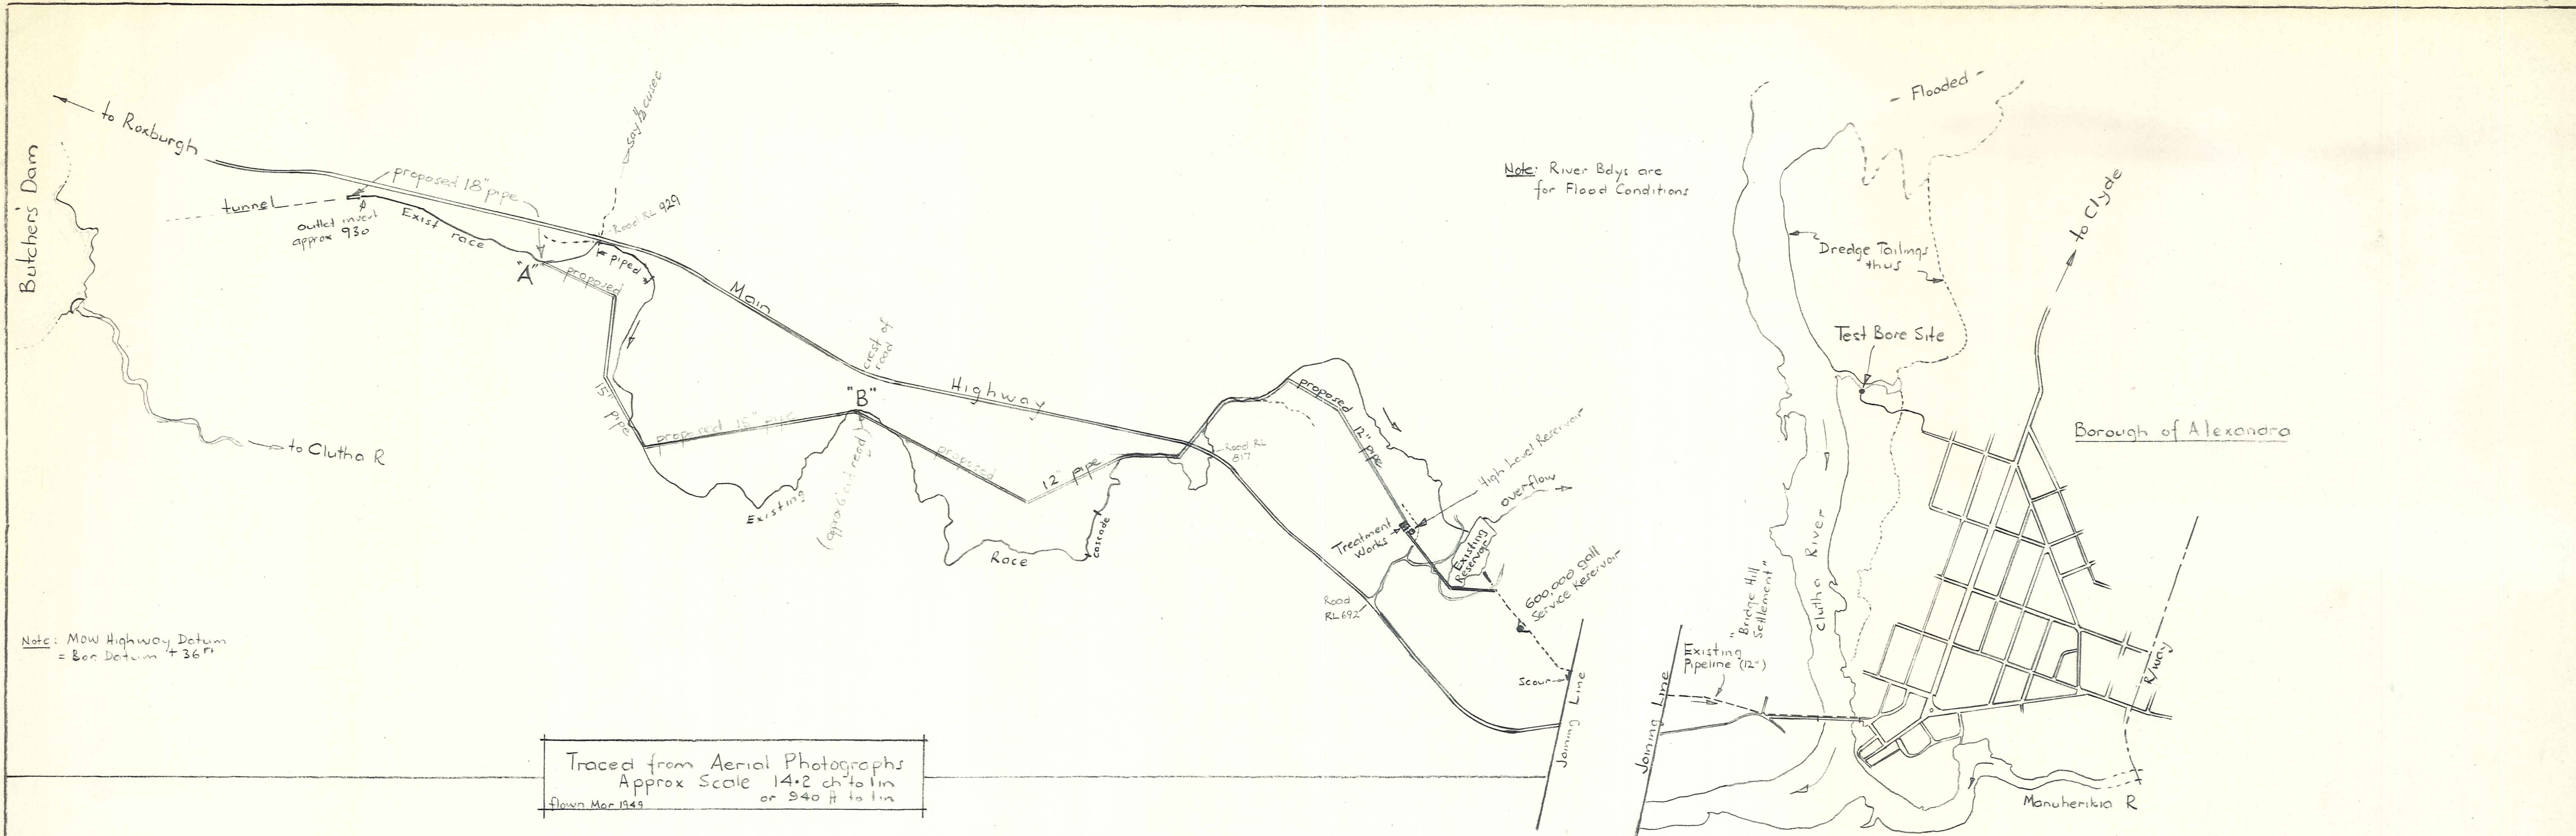 Butchers' Dam
to Roxburgh
tunnel
outlet invert
approx 930
proposed 18" pipe
Exist race
"A"
say 1/3 cusec
Road RL 929
piped
proposed
15" pipe
to Clutha R
Main Highway
crest of
road
proposed 15" pipe
"B"
Existing
Race
proposed
12" pipe
cascade
Road RL
817
proposed
12" pipe
High Level Reservoir
overflow
Treatment
Works
Existing
Reservoir
600,000 gall
Service Reservoir
Road
RL 692
Scour
Joining Line
Note: MOW Highway Datum
= Bor. Datum + 36 ft
Traced from Aerial Photographs
Approx Scale 14.2 ch to 1in
or 940 ft to 1in
flown Mar 1949
Note: River Bdys are
for Flood Conditions
- Flooded -
to Clyde
Dredge Tailings
thus
Test Bore Site
Borough of Alexandra
Clutha River
"Bridge Hill
Settlement"
Existing
Pipeline (12")
Joining Line
R/way
Manuherikia R